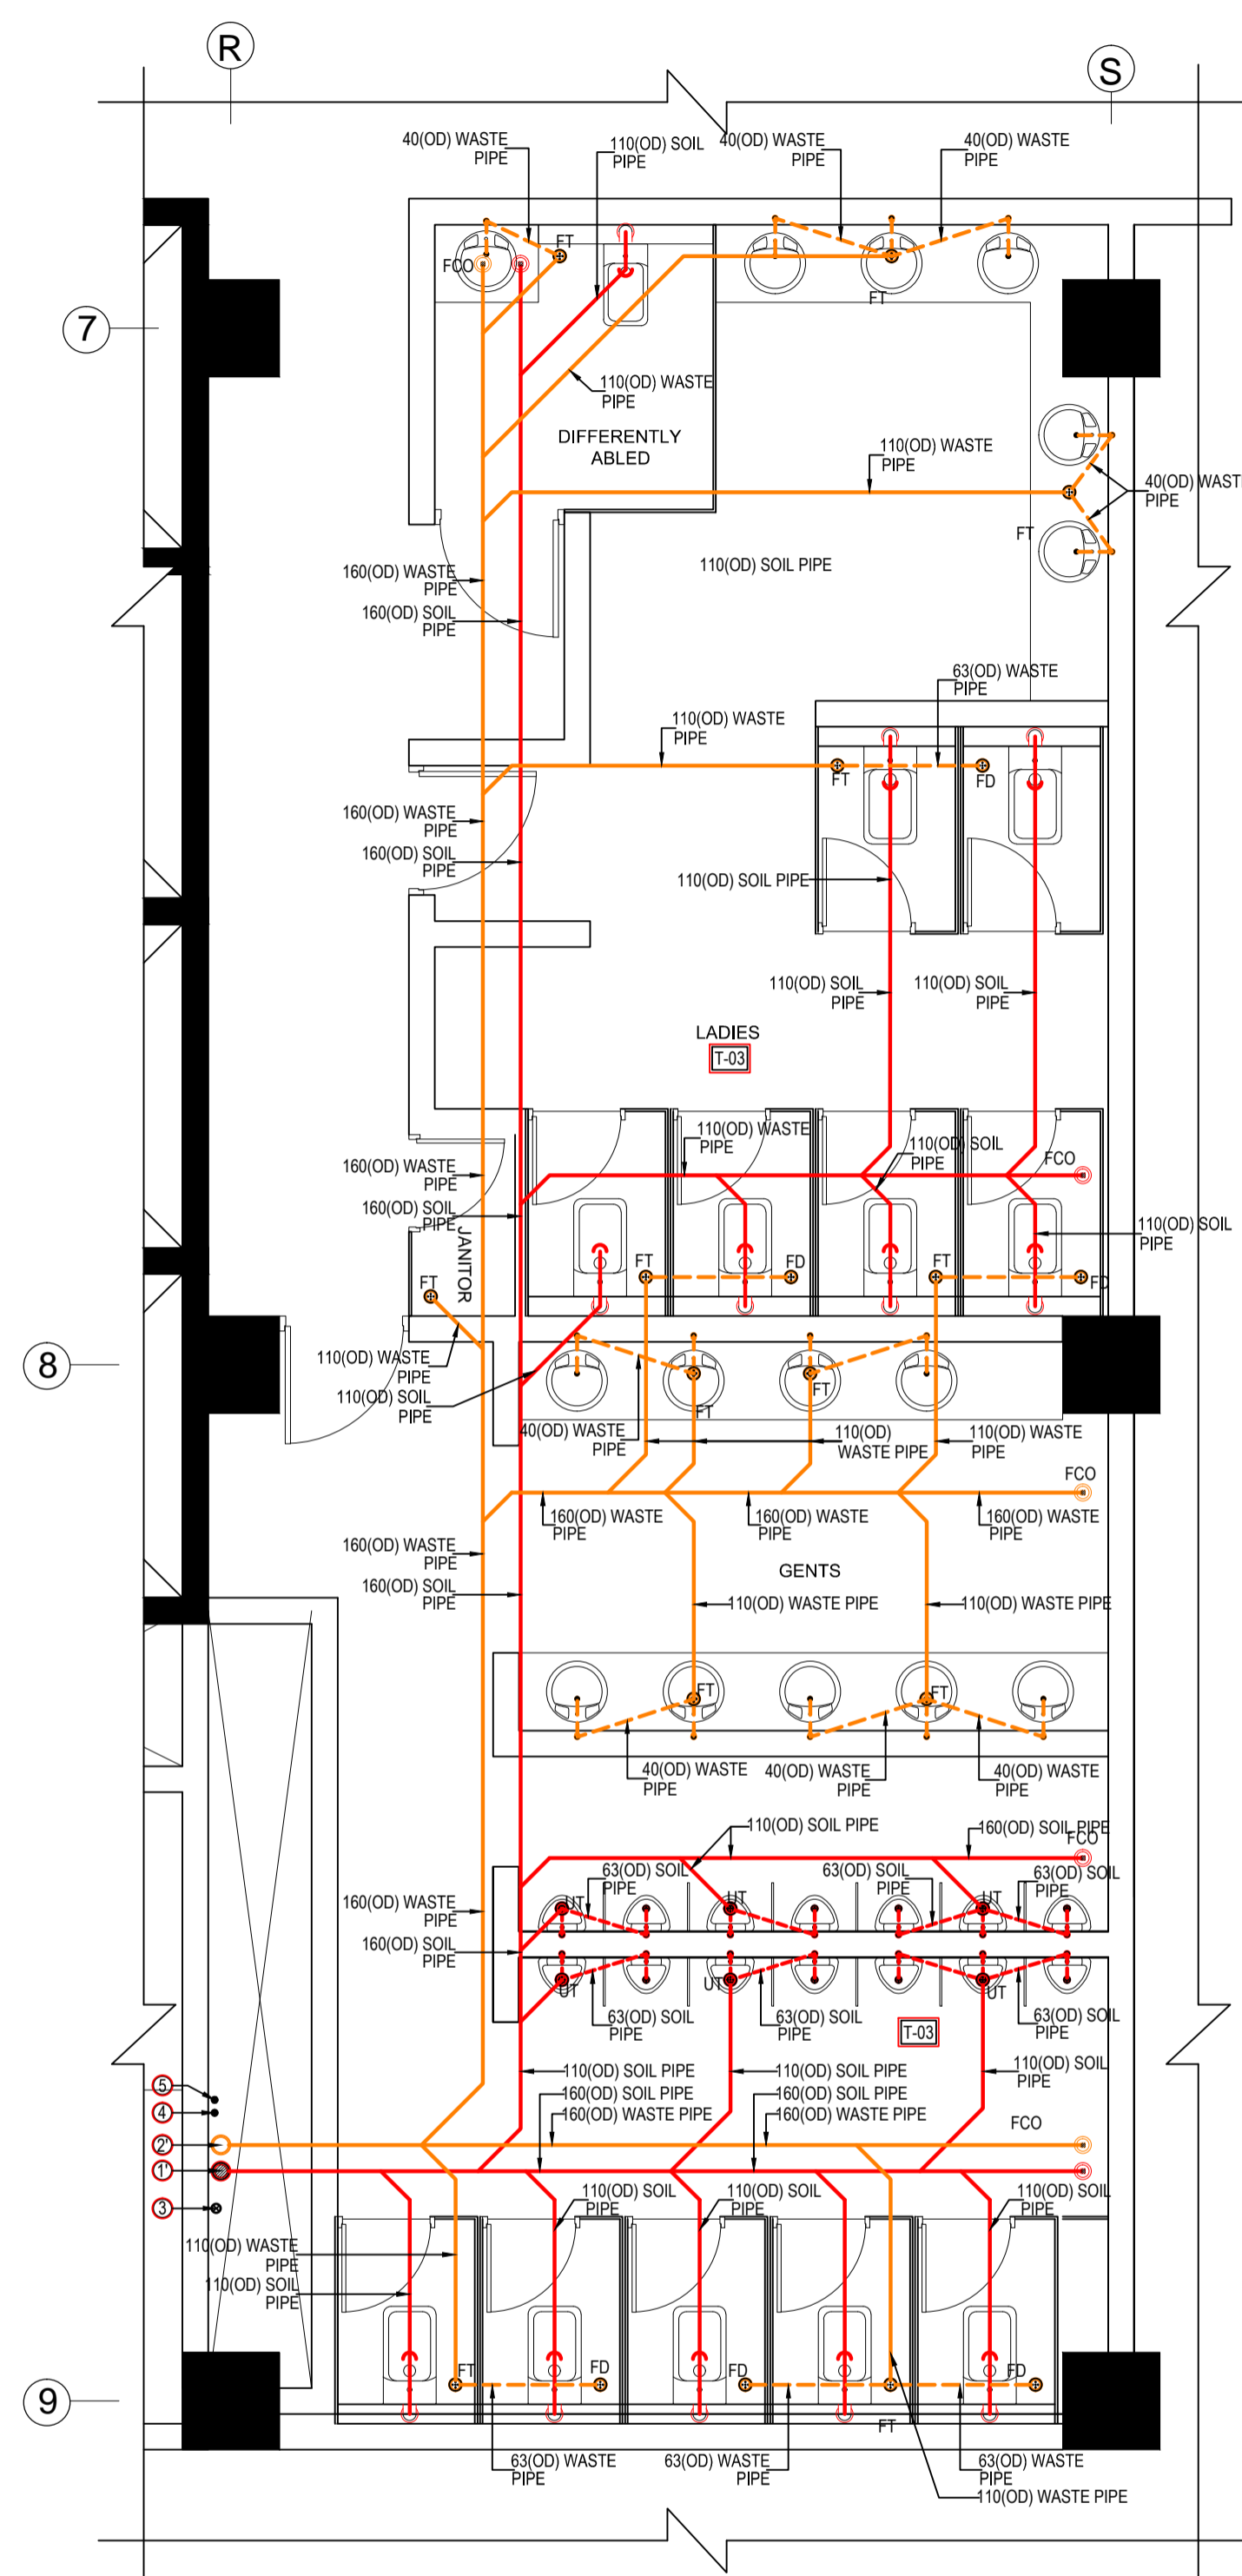 R
S
40(OD) WASTE
PIPE
110(OD) SOIL
PIPE
40(OD) WASTE
PIPE
40(OD) WASTE
PIPE
FT
FCO
FT
7
110(OD) WASTE
PIPE
DIFFERENTLY
ABLED
110(OD) WASTE
PIPE
40(OD) WASTE
PIPE
FT
110(OD) SOIL PIPE
160(OD) WASTE
PIPE
160(OD) SOIL
PIPE
63(OD) WASTE
PIPE
110(OD) WASTE
PIPE
FT
FD
160(OD) WASTE
PIPE
160(OD) SOIL
PIPE
110(OD) SOIL PIPE
110(OD) SOIL
PIPE
110(OD) SOIL
PIPE
LADIES
T-03
110(OD) WASTE
PIPE
110(OD) SOIL
PIPE
FCO
160(OD) WASTE
PIPE
160(OD) SOIL
PIPE
110(OD) SOIL
PIPE
JANITOR
FT
FT
FD
FT
FD
8
110(OD) WASTE
PIPE
110(OD) SOIL
PIPE
FT
FT
40(OD) WASTE
PIPE
110(OD)
WASTE PIPE
110(OD) WASTE
PIPE
FCO
160(OD) WASTE
PIPE
160(OD) WASTE
PIPE
160(OD) WASTE
PIPE
160(OD) WASTE
PIPE
160(OD) SOIL
PIPE
GENTS
110(OD) WASTE PIPE
110(OD) WASTE PIPE
FT
FT
40(OD) WASTE
PIPE
40(OD) WASTE
PIPE
40(OD) WASTE
PIPE
110(OD) SOIL PIPE
160(OD) SOIL PIPE
FCO
63(OD) SOIL
PIPE
63(OD) SOIL
PIPE
63(OD) SOIL
PIPE
UT
UT
UT
160(OD) WASTE
PIPE
160(OD) SOIL
PIPE
UT
UT
UT
63(OD) SOIL
PIPE
63(OD) SOIL
PIPE
63(OD) SOIL
PIPE
T-03
110(OD) SOIL PIPE
110(OD) SOIL PIPE
110(OD) SOIL
PIPE
5
4
2'
1'
3
160(OD) SOIL PIPE
160(OD) SOIL PIPE
160(OD) WASTE PIPE
160(OD) WASTE PIPE
FCO
110(OD) SOIL
PIPE
110(OD) SOIL
PIPE
110(OD) SOIL
PIPE
110(OD) WASTE
PIPE
110(OD) SOIL
PIPE
FT
FD
FD
FD
9
FT
63(OD) WASTE
PIPE
63(OD) WASTE
PIPE
63(OD) WASTE
PIPE
110(OD) WASTE PIPE